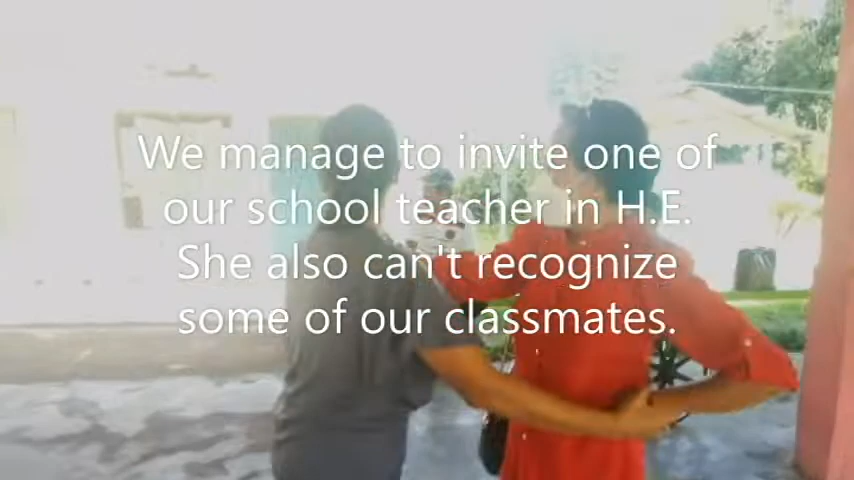 We manage to invite one of
our school teacher in H.E.
She also can't recognize
some of our classmates.